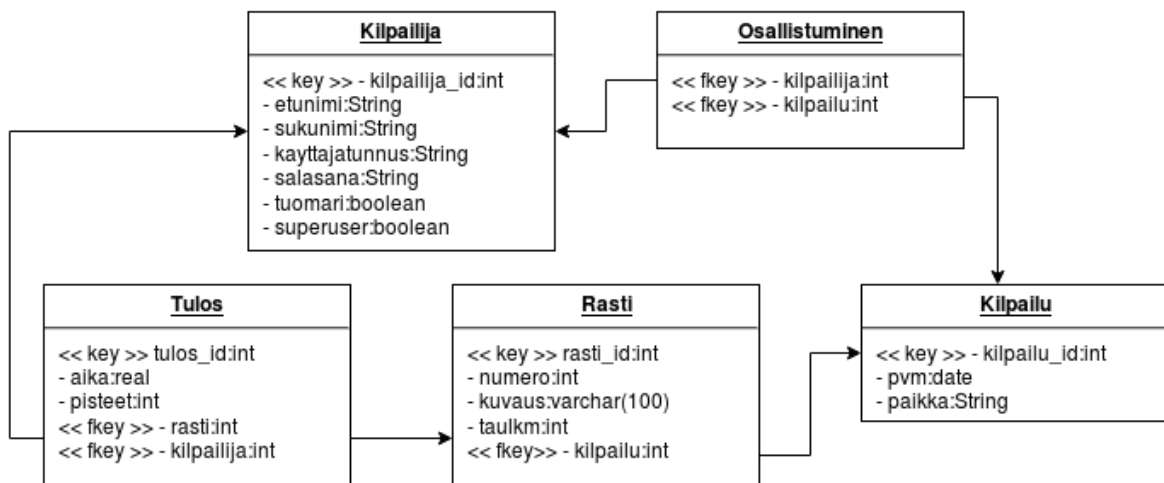 Kilpailija
<< key >> - kilpailija_id:int
- etunimi:String
- sukunimi:String
- kayttajatunnus:String
- salasana:String
- tuomari:boolean
- superuser:boolean
Osallistuminen
<< fkey >> - kilpailija:int
<< fkey >> - kilpailu:int
Tulos
<< key >> tulos_id:int
- aika:real
- pisteet:int
<< fkey >> - rasti:int
<< fkey >> - kilpailija:int
Rasti
<< key >> rasti_id:int
- numero:int
- kuvaus:varchar(100)
- taulkm:int
<< fkey>> - kilpailu:int
Kilpailu
<< key >> - kilpailu_id:int
- pvm:date
- paikka:String